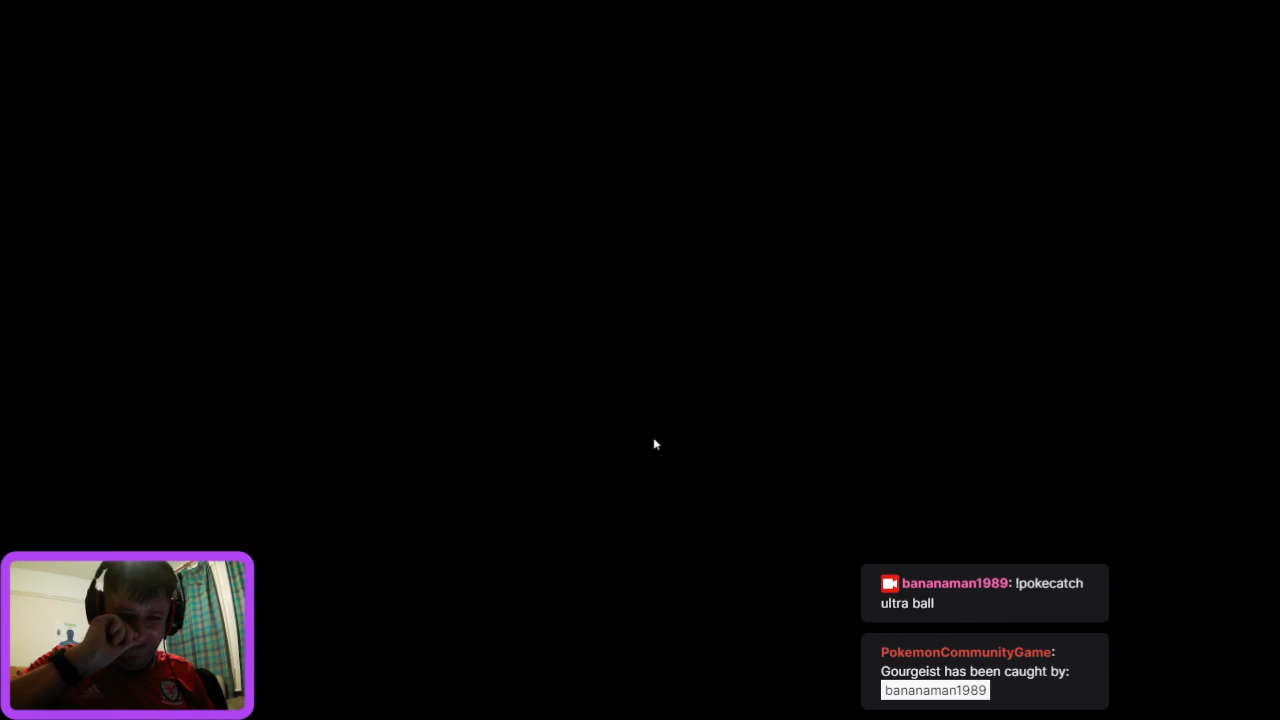 bananaman1989: !pokecatch
ultra ball
PokemonCommunityGame:
Gourgeist has been caught by:
bananaman1989